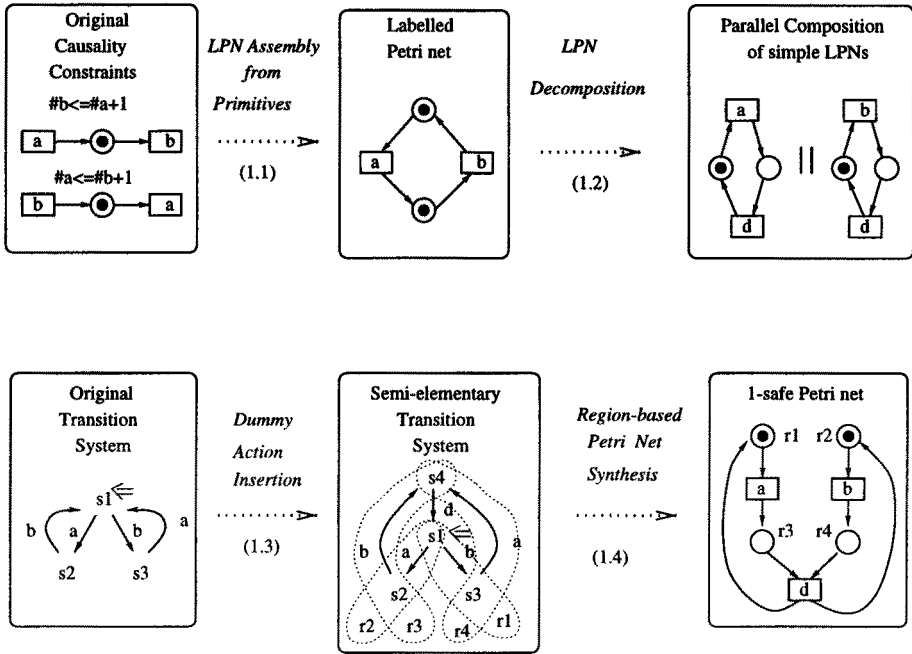 Original
Causality
Constraints
#b<=#a+1
a
b
#a<=#b+1
b
a
LPN Assembly
from
Primitives
(1.1)
Labelled
Petri net
a
b
LPN
Decomposition
(1.2)
Parallel Composition
of simple LPNs
a
b
||
d
d
Original
Transition
System
s1
b
a
b
a
s2
s3
Dummy
Action
Insertion
(1.3)
Semi-elementary
Transition
System
s4
d
s1
b
a
b
a
s2
s3
r2
r3
r4
r1
Region-based
Petri Net
Synthesis
(1.4)
1-safe Petri net
r1
r2
a
b
r3
r4
d